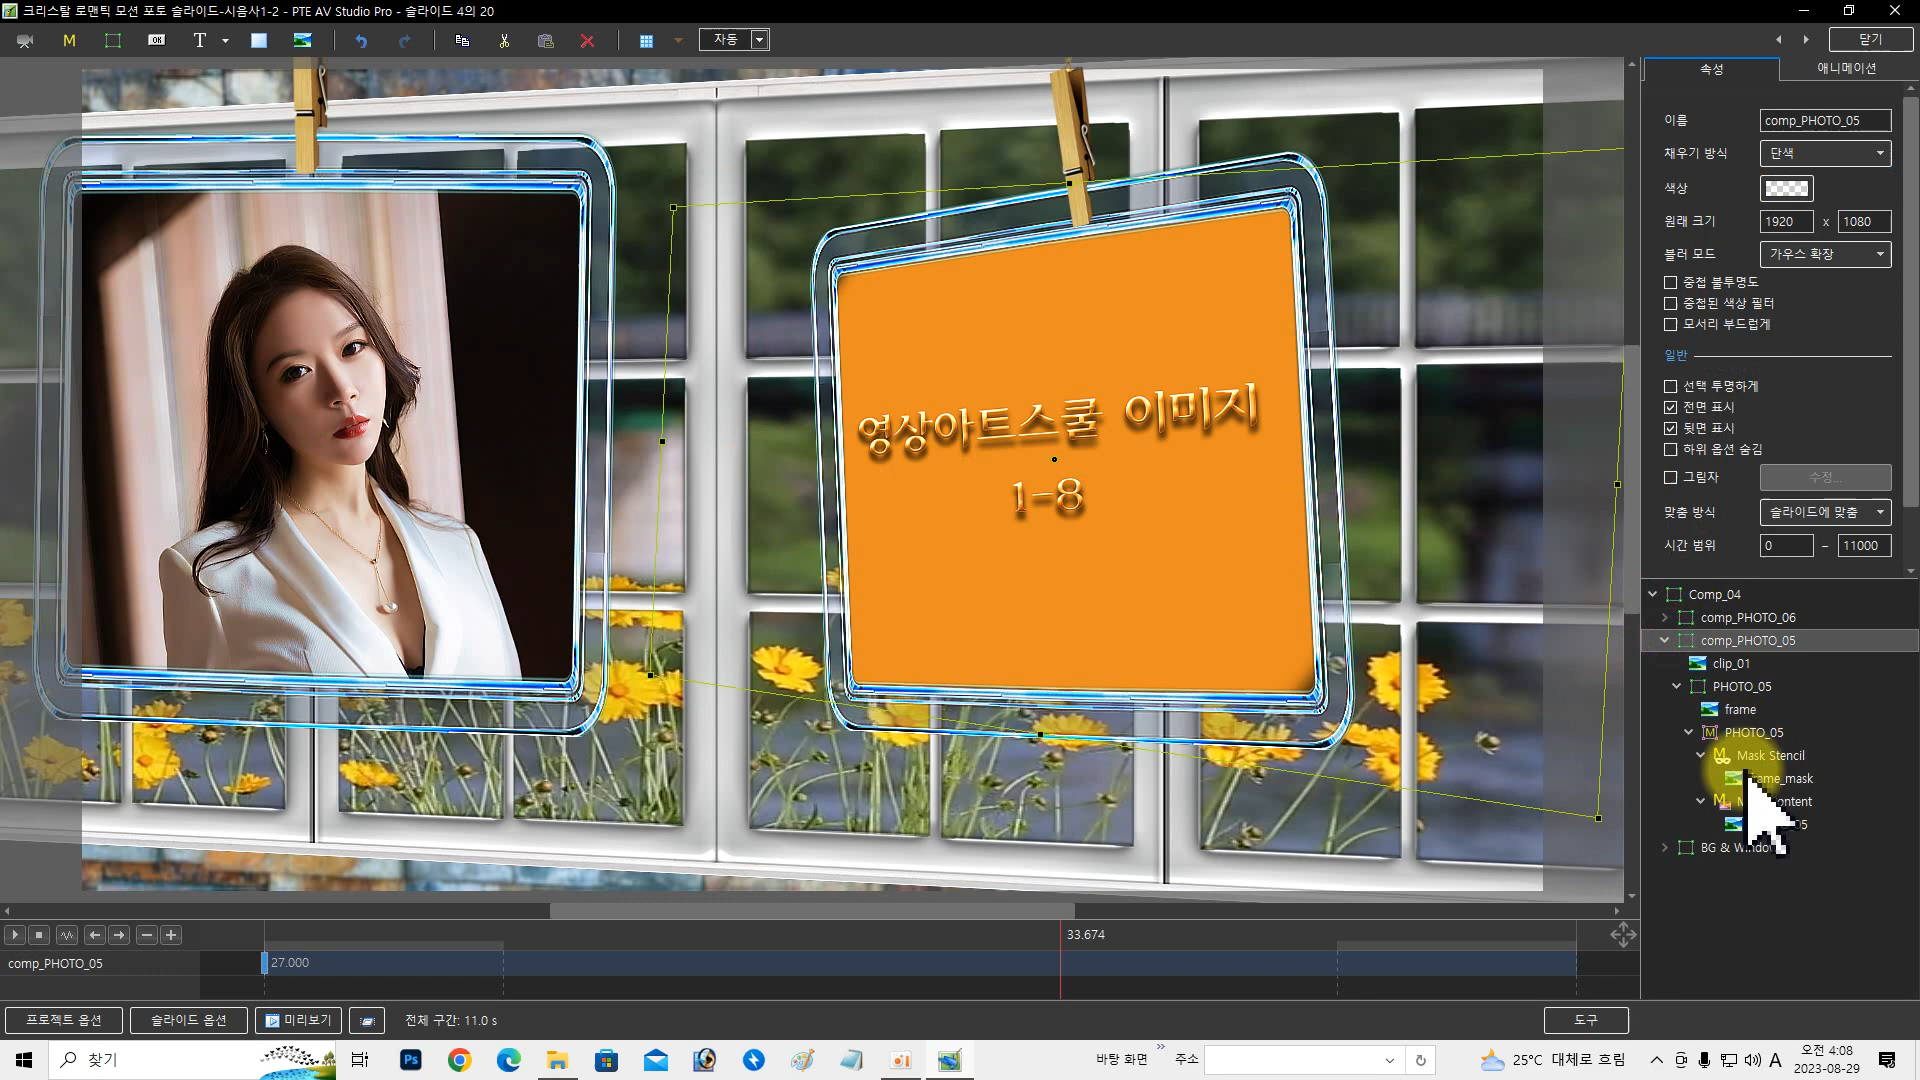 크리스탈 로맨틱 모션 포토 슬라이드-시음사1-2 - PTE AV Studio Pro - 슬라이드 4의 20
M
OK
T
자동
닫기
속성
애니메이션
이름
comp_PHOTO_05
채우기 방식
단색
색상
원래 크기
1920 x 1080
블러 모드
가우스 확장
중첩 불투명도
중첩된 색상 필터
모서리 부드럽게
일반
선택 투명하게
전면 표시
뒷면 표시
하위 옵션 숨김
그림자
수정...
맞춤 방식
슬라이드에 맞춤
시간 범위
0 – 11000
영상아트스쿨 이미지
1-8
Comp_04
comp_PHOTO_06
comp_PHOTO_05
clip_01
PHOTO_05
frame
PHOTO_05
Mask Stencil
BG &
33.674
comp_PHOTO_05
27.000
프로젝트 옵션
슬라이드 옵션
미리보기
전체 구간: 11.0 s
도구
찾기
Ps
바탕 화면
주소
25°C 대체로 흐림
A
오전 4:08
2023-08-29